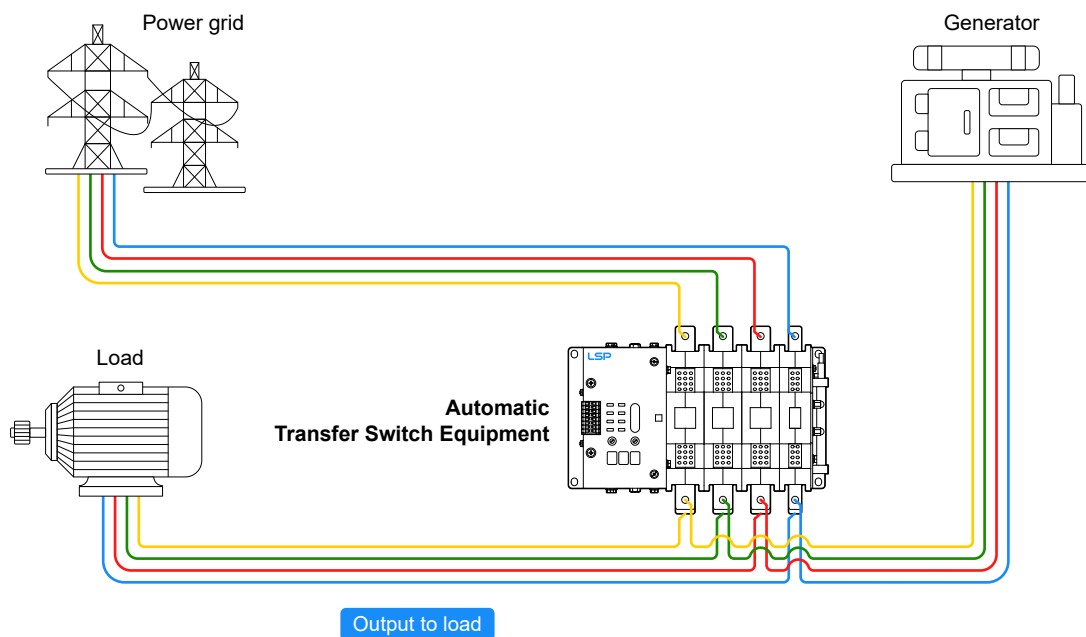 Power grid
Generator
Load
LSP
Automatic
Transfer Switch Equipment
Output to load